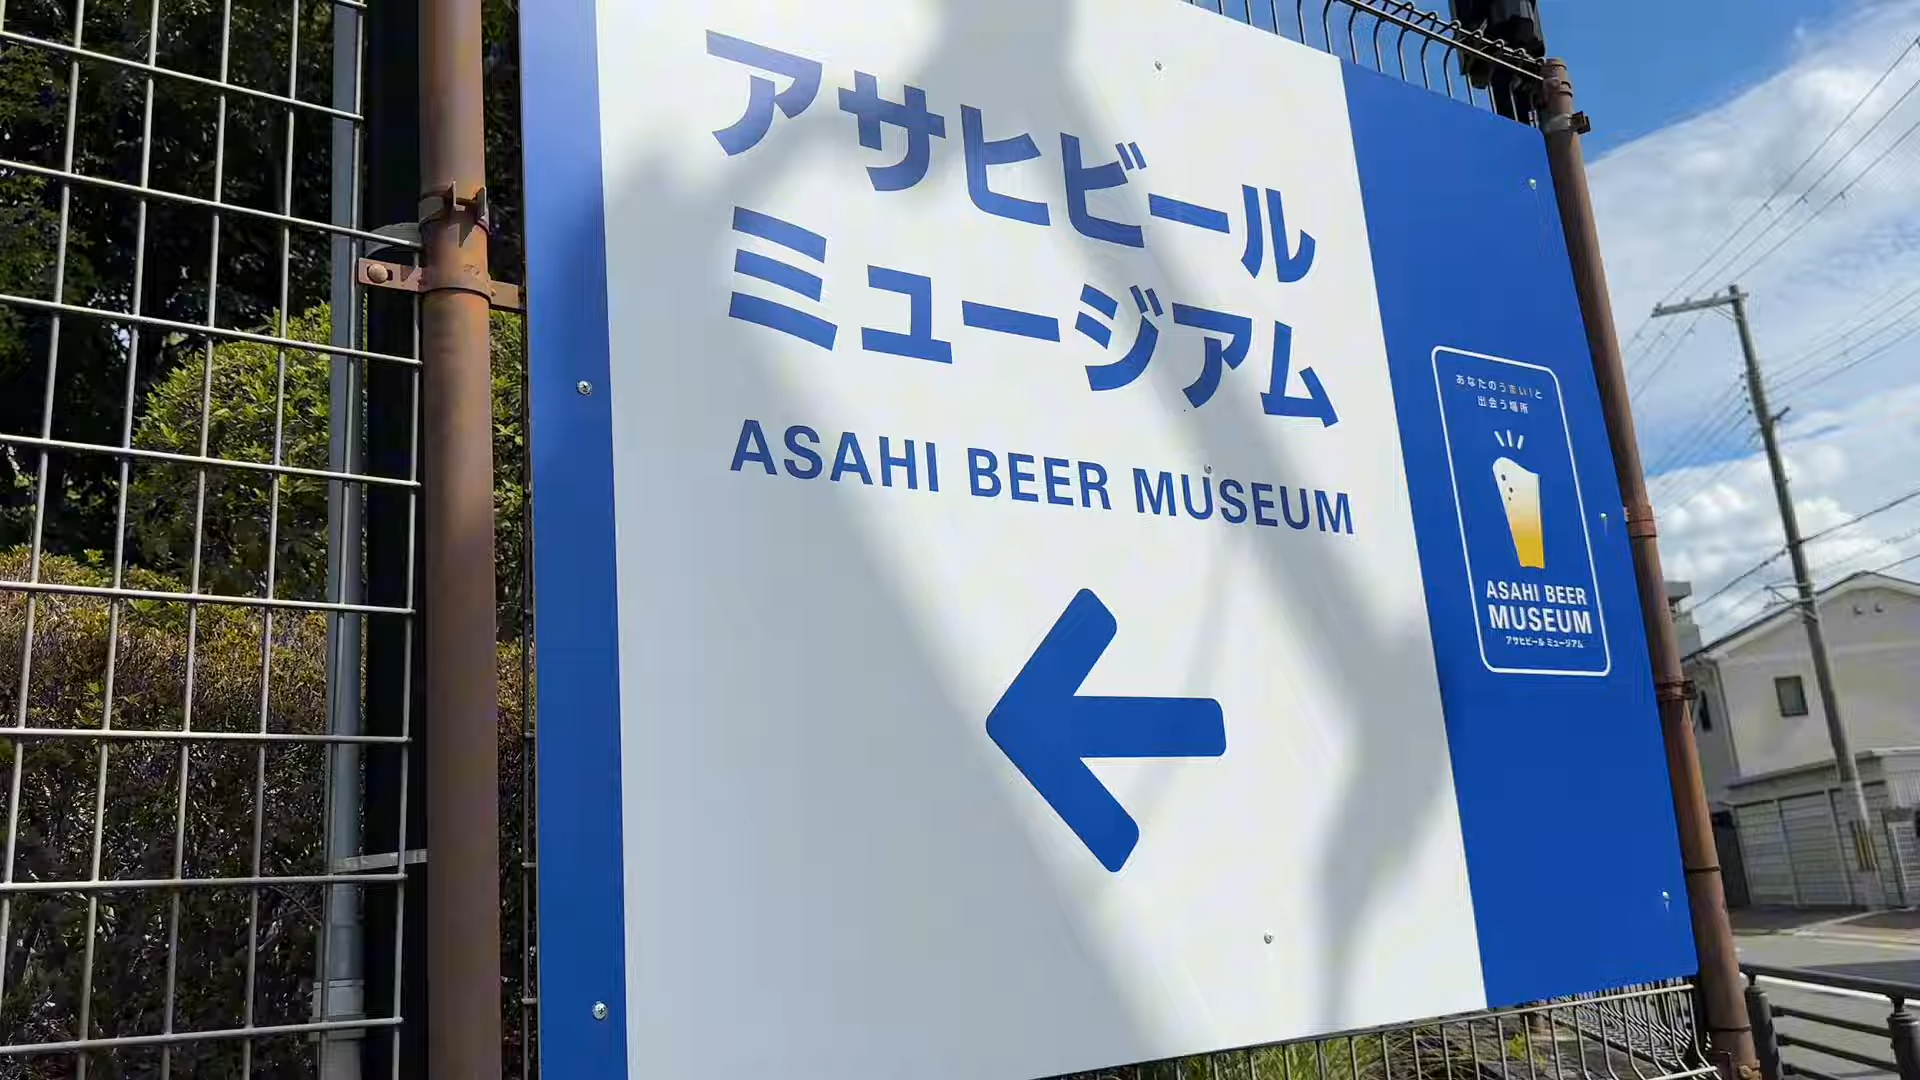 アサヒビール
ミュージアム
ASAHI BEER MUSEUM
あなたのうまい!と
出会う場所
ASAHI BEER
MUSEUM
アサヒビール ミュージアム